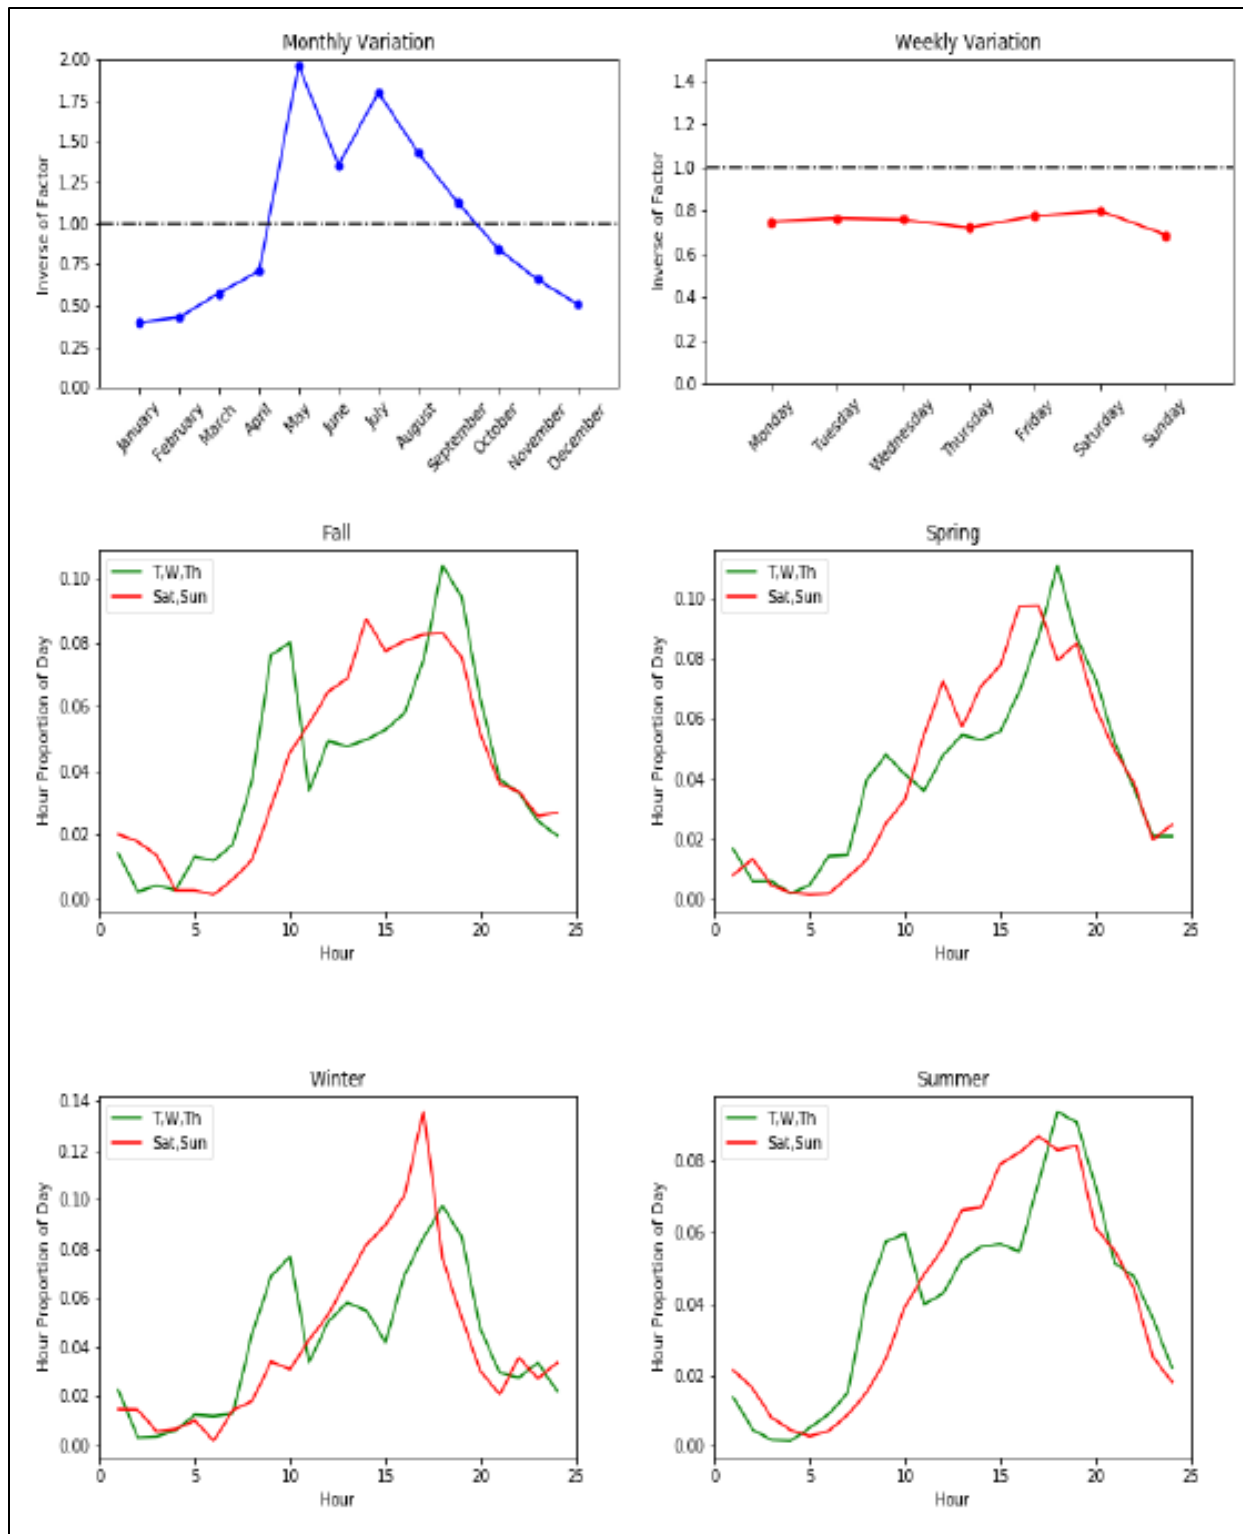 Monthly Variation
2.00
1.75
1.50
1.25
1.00
0.75
0.50
0.25
0.00
Inverse of Factor
January
February
March
April
May
June
July
August
September
October
November
December
Weekly Variation
1.4
1.2
1.0
0.8
0.6
0.4
0.2
0.0
Inverse of Factor
Monday
Tuesday
Wednesday
Thursday
Friday
Saturday
Sunday
Fall
T,W,Th
Sat,Sun
0.10
0.08
0.06
0.04
0.02
0.00
Hour Proportion of Day
0 5 10 15 20 25
Hour
Spring
T,W,Th
Sat,Sun
0.10
0.08
0.06
0.04
0.02
0.00
Hour Proportion of Day
0 5 10 15 20 25
Hour
Winter
T,W,Th
Sat,Sun
0.14
0.12
0.10
0.08
0.06
0.04
0.02
0.00
Hour Proportion of Day
0 5 10 15 20 25
Hour
Summer
T,W,Th
Sat,Sun
0.08
0.06
0.04
0.02
0.00
Hour Proportion of Day
0 5 10 15 20 25
Hour